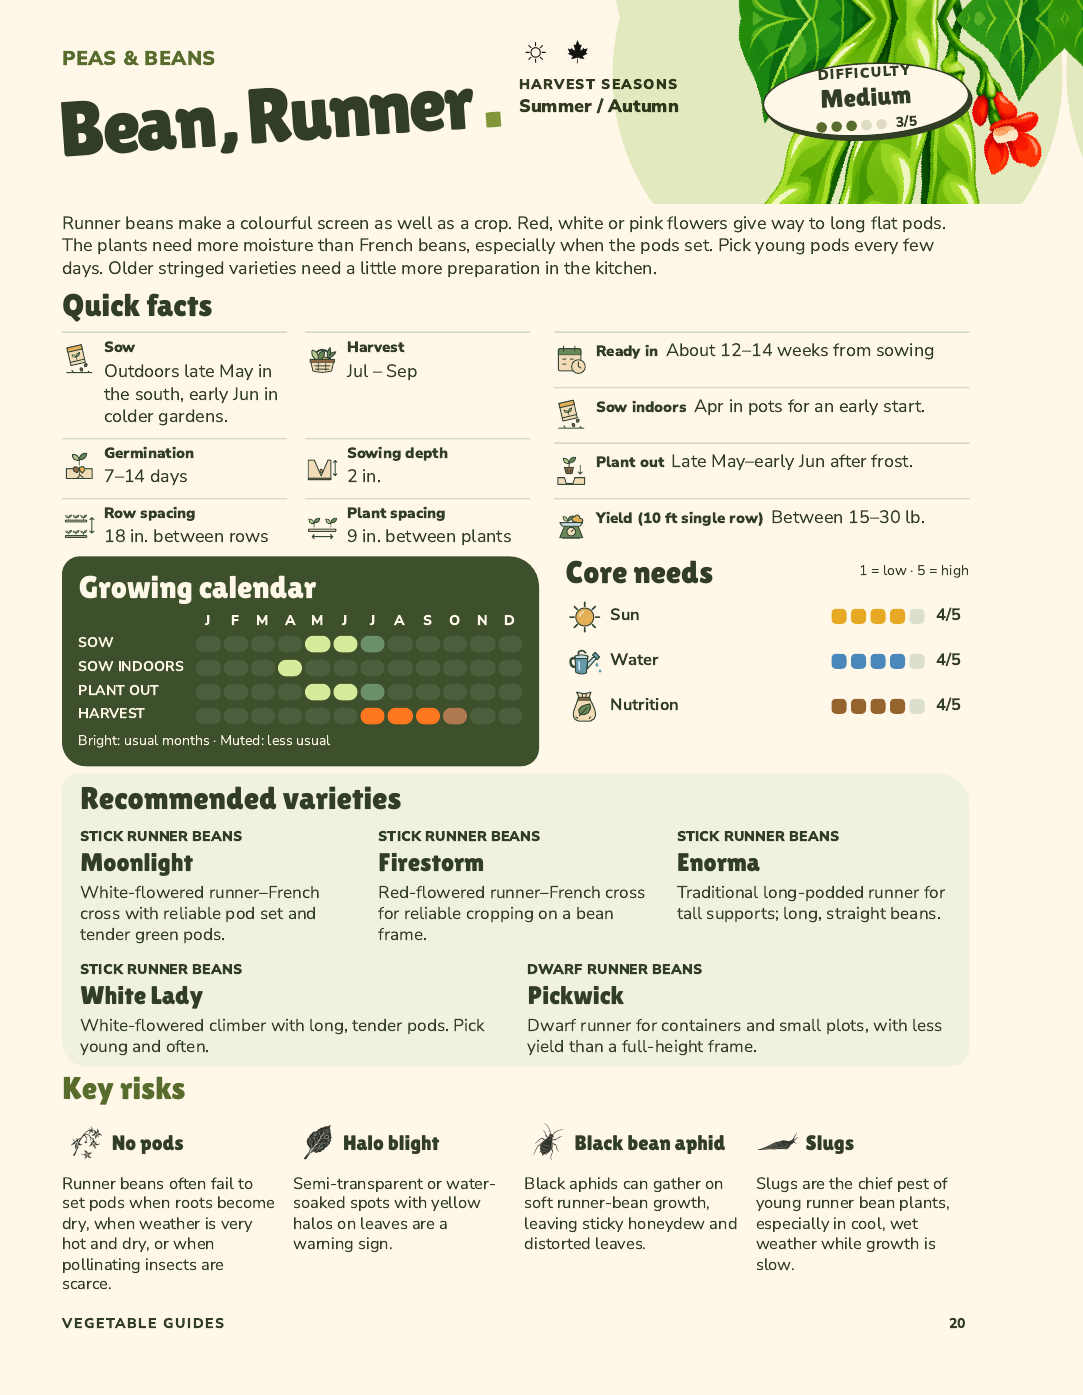 PEAS & BEANS
Bean, Runner.
HARVEST SEASONS
Summer / Autumn
DIFFICULTY
Medium
3/5
Runner beans make a colourful screen as well as a crop. Red, white or pink flowers give way to long flat pods.
The plants need more moisture than French beans, especially when the pods set. Pick young pods every few
days. Older stringed varieties need a little more preparation in the kitchen.
Quick facts
Sow
Outdoors late May in
the south, early Jun in
colder gardens.
Harvest
Jul – Sep
Germination
7–14 days
Sowing depth
2 in.
Row spacing
18 in. between rows
Plant spacing
9 in. between plants
Ready in About 12–14 weeks from sowing
Sow indoors Apr in pots for an early start.
Plant out Late May–early Jun after frost.
Yield (10 ft single row) Between 15–30 lb.
Growing calendar
J F M A M J J A S O N D
SOW
SOW INDOORS
PLANT OUT
HARVEST
Bright: usual months · Muted: less usual
Core needs
1 = low · 5 = high
Sun 4/5
Water 4/5
Nutrition 4/5
Recommended varieties
STICK RUNNER BEANS
Moonlight
White-flowered runner–French
cross with reliable pod set and
tender green pods.
STICK RUNNER BEANS
Firestorm
Red-flowered runner–French cross
for reliable cropping on a bean
frame.
STICK RUNNER BEANS
Enorma
Traditional long-podded runner for
tall supports; long, straight beans.
STICK RUNNER BEANS
White Lady
White-flowered climber with long, tender pods. Pick
young and often.
DWARF RUNNER BEANS
Pickwick
Dwarf runner for containers and small plots, with less
yield than a full-height frame.
Key risks
No pods
Runner beans often fail to
set pods when roots become
dry, when weather is very
hot and dry, or when
pollinating insects are
scarce.
Halo blight
Semi-transparent or water-
soaked spots with yellow
halos on leaves are a
warning sign.
Black bean aphid
Black aphids can gather on
soft runner-bean growth,
leaving sticky honeydew and
distorted leaves.
Slugs
Slugs are the chief pest of
young runner bean plants,
especially in cool, wet
weather while growth is
slow.
VEGETABLE GUIDES
20